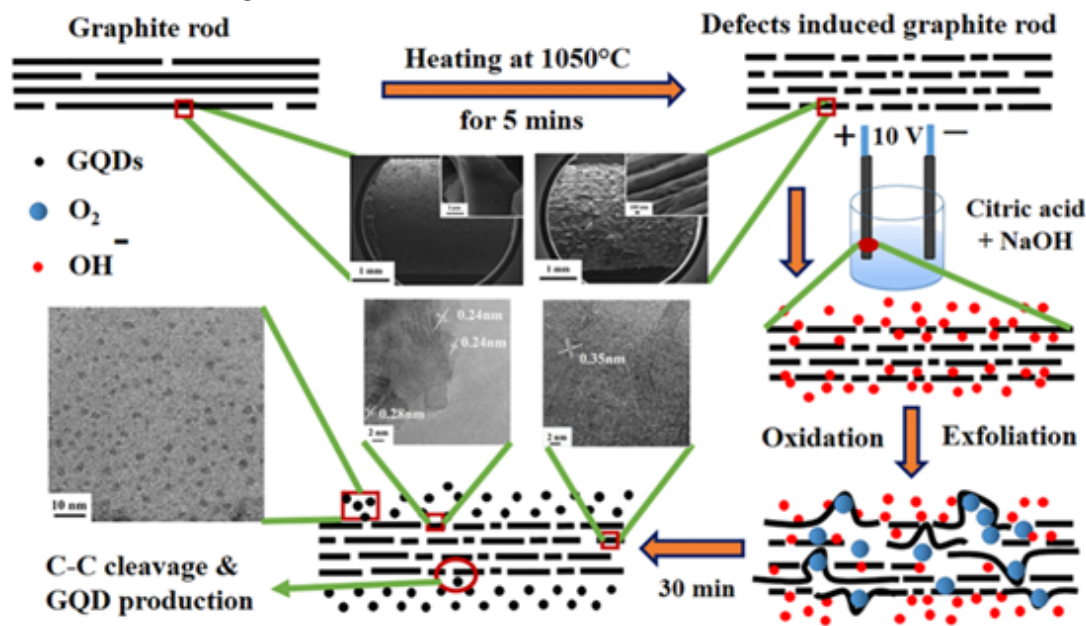 Graphite rod
Defects induced graphite rod
Heating at 1050°C
for 5 mins
+ 10 V —
GQDs
O2
OH-
1 mm
1 mm
Citric acid
+ NaOH
0.24nm
0.24nm
0.28nm
2 nm
0.35nm
2 nm
10 nm
Oxidation
Exfoliation
C-C cleavage &
GQD production
30 min